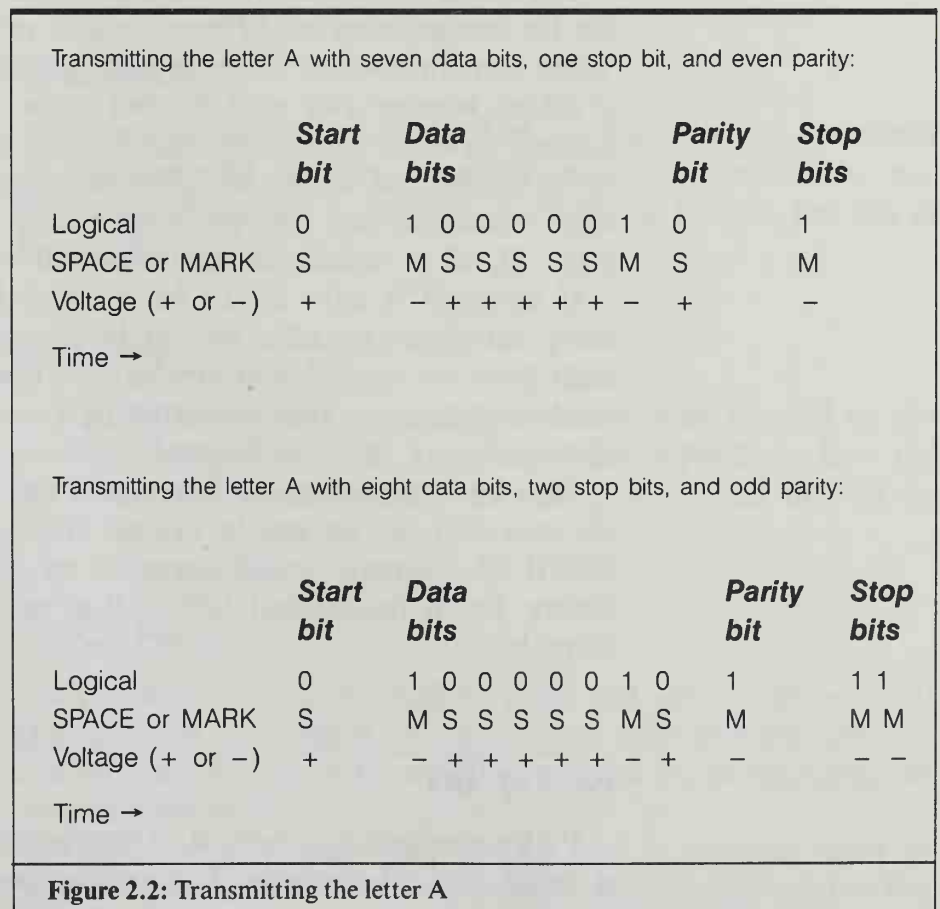 Transmitting the letter A with seven data bits, one stop bit, and even parity:
Start Data Parity Stop
bit bits bit bits
Logical 0 1 0 0 0 0 0 1 0 1
SPACE or MARK S M S S S S S M S M
Voltage (+ or −) + − + + + + + − + −
Time →
Transmitting the letter A with eight data bits, two stop bits, and odd parity:
Start Data Parity Stop
bit bits bit bits
Logical 0 1 0 0 0 0 0 1 0 1 1 1
SPACE or MARK S M S S S S S M S M M M
Voltage (+ or −) + − + + + + + − + − − −
Time →
Figure 2.2: Transmitting the letter A